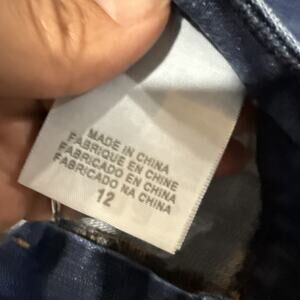 MADE IN CHINA
FABRIQUE EN CHINE
FABRICADO EN CHINA
FABRICADO NA CHINA
12